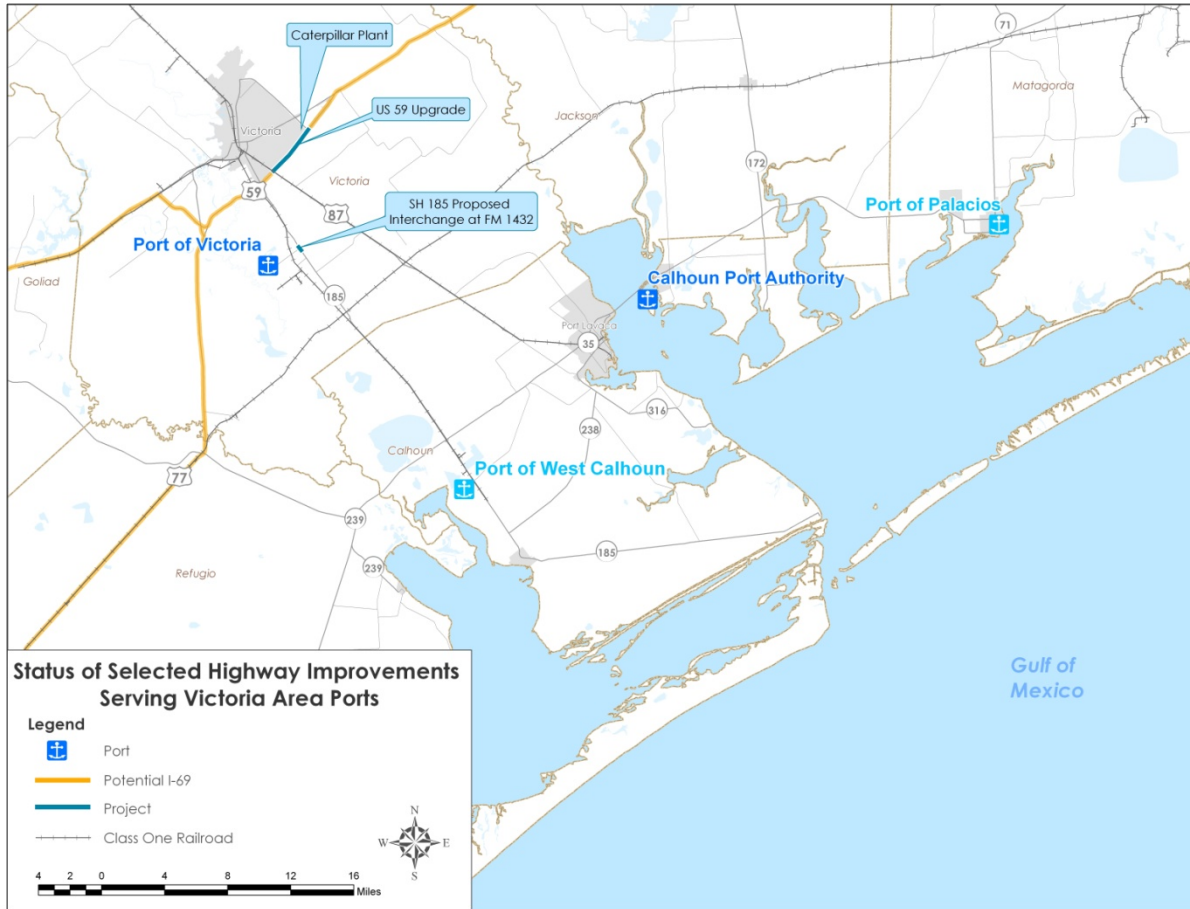 71
Caterpillar Plant
Matagorda
US 59 Upgrade
Jackson
Victoria
172
Victoria
59
SH 185 Proposed
Interchange at FM 1432
87
Port of Palacios
Port of Victoria
Goliad
Calhoun Port Authority
185
Port Lavaca
35
316
238
Calhoun
Port of West Calhoun
77
239
185
239
Refugio
Gulf of
Mexico
Status of Selected Highway Improvements
Serving Victoria Area Ports
Legend
Port
Potential I-69
Project
Class One Railroad
N
W E
S
4 2 0 4 8 12 16
Miles